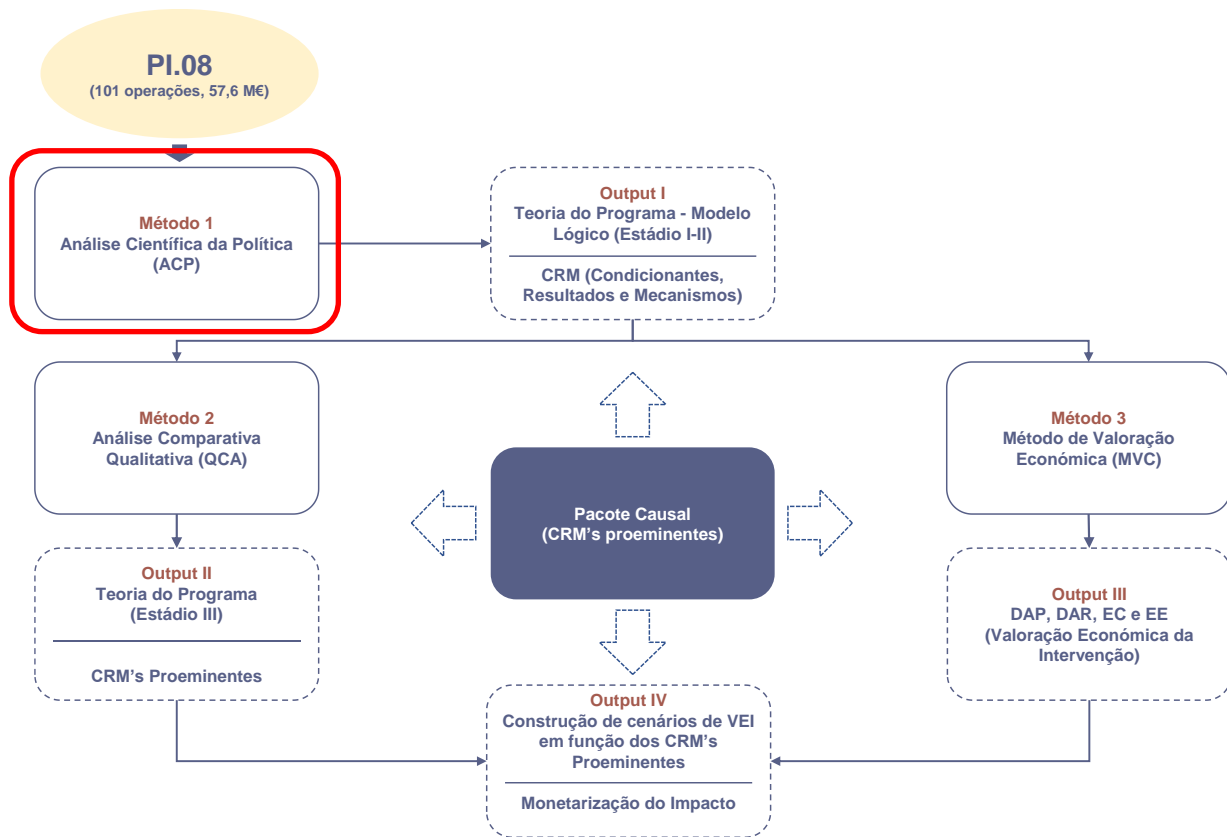 PI.08
(101 operações, 57,6 M€)
Método 1
Análise Científica da Política
(ACP)
Output I
Teoria do Programa - Modelo
Lógico (Estádio I-II)
CRM (Condicionantes,
Resultados e Mecanismos)
Método 2
Análise Comparativa
Qualitativa (QCA)
Pacote Causal
(CRM's proeminentes)
Método 3
Método de Valoração
Económica (MVC)
Output II
Teoria do Programa
(Estádio III)
CRM's Proeminentes
Output III
DAP, DAR, EC e EE
(Valoração Económica da
Intervenção)
Output IV
Construção de cenários de VEI
em função dos CRM's
Proeminentes
Monetarização do Impacto